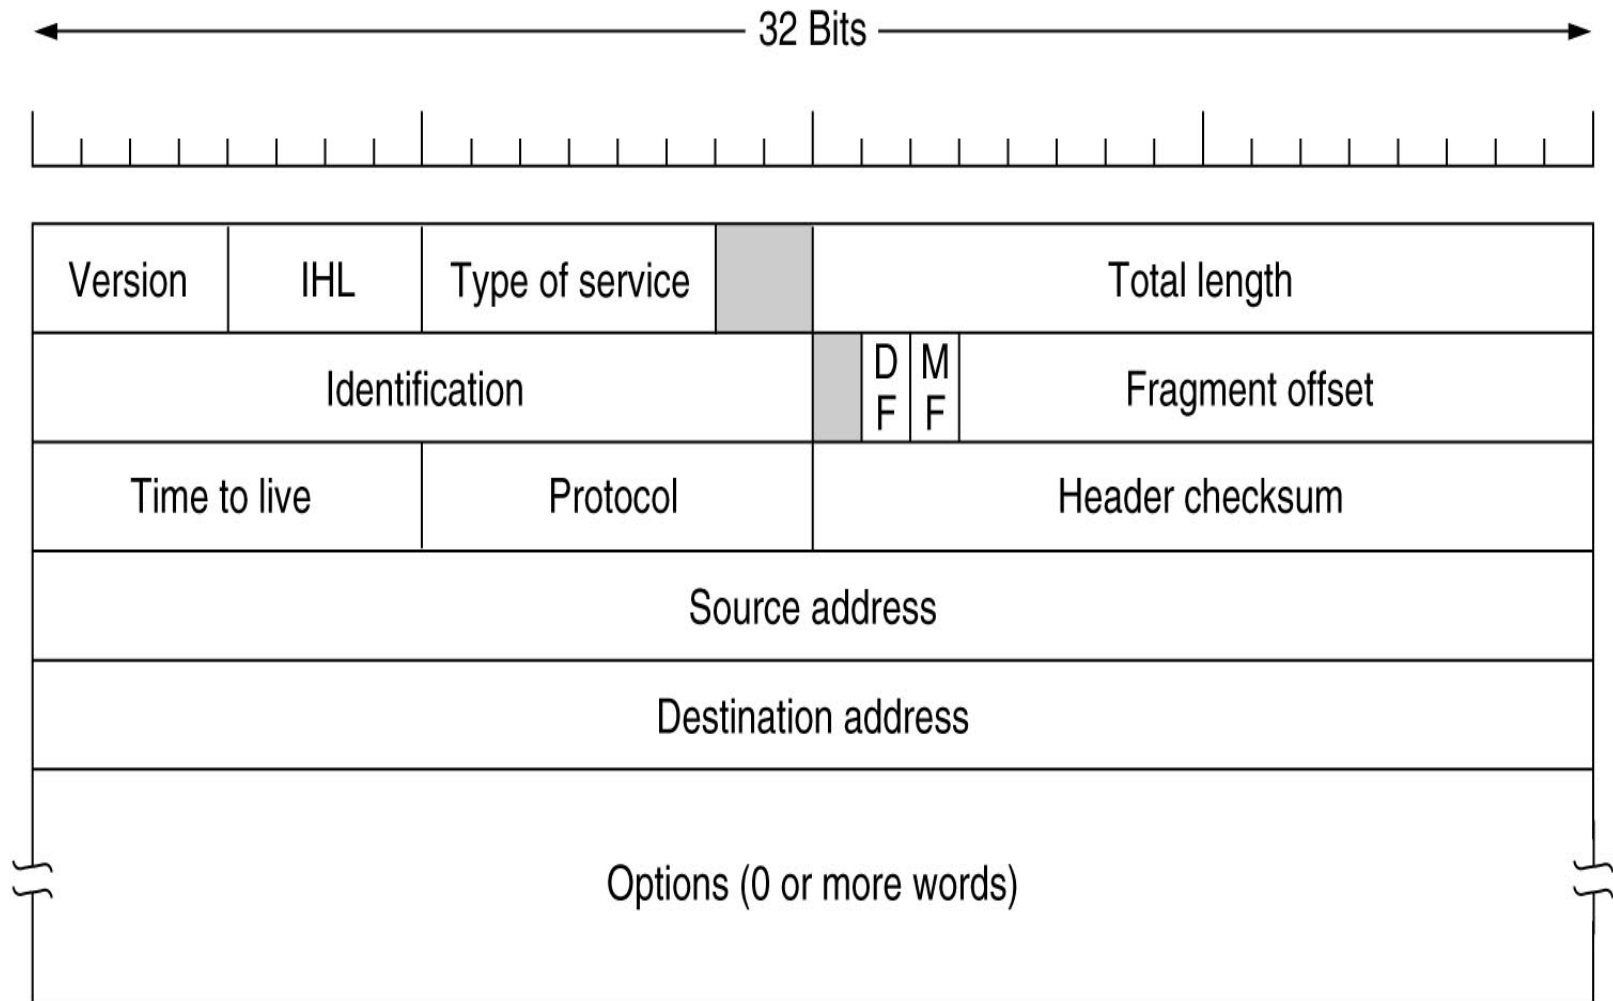 32 Bits
Version IHL Type of service Total length
Identification D F M F Fragment offset
Time to live Protocol Header checksum
Source address
Destination address
Options (0 or more words)